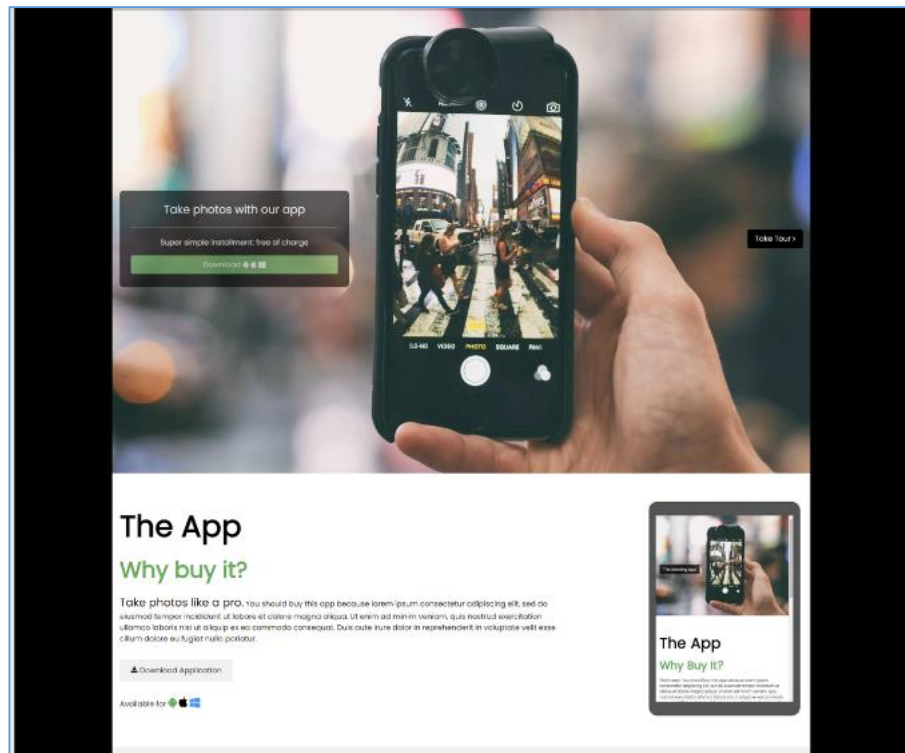 Take photos with our app
Super simple installment; free of charge
Download
Take Tour >
SLO-MO VIDEO PHOTO SQUARE PANO
The App
Why buy it?
Take photos like a pro. You should buy this app because lorem ipsum consectetur adipiscing elit, sed do
eiusmod tempor incididunt ut labore et dolore magna aliqua. Ut enim ad minim veniam, quis nostrud exercitation
ullamco laboris nisi ut aliquip ex ea commodo consequat. Duis aute irure dolor in reprehenderit in voluptate velit esse
cillum dolore eu fugiat nulla pariatur.
Download Application
Available for
The amazing app
The App
Why Buy It?